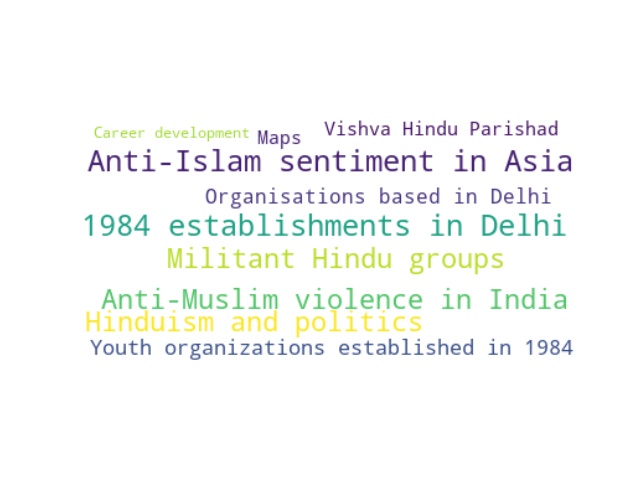 Career development
Maps
Vishva Hindu Parishad
Anti-Islam sentiment in Asia
Organisations based in Delhi
1984 establishments in Delhi
Militant Hindu groups
Anti-Muslim violence in India
Hinduism and politics
Youth organizations established in 1984